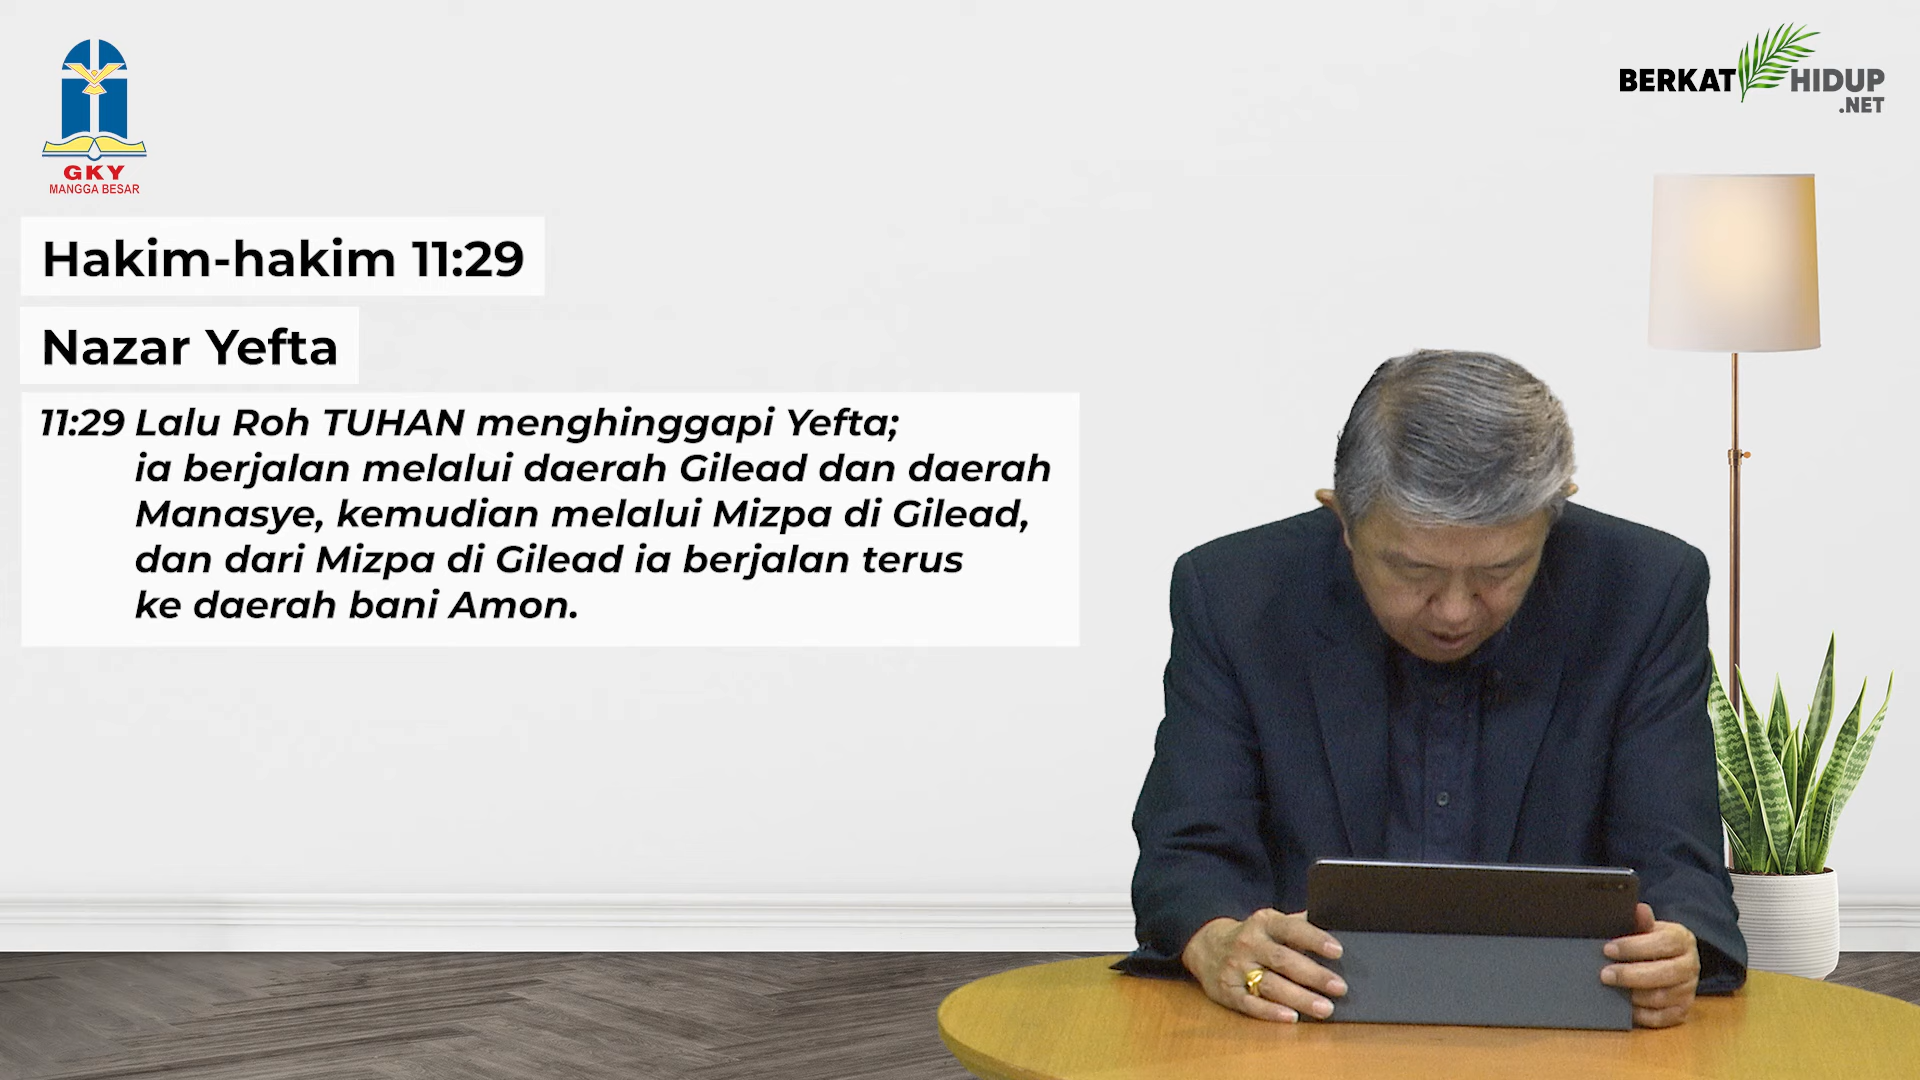 GKY
MANGGA BESAR
BERKAT HIDUP
.NET
Hakim-hakim 11:29
Nazar Yefta
11:29 Lalu Roh TUHAN menghinggapi Yefta;
ia berjalan melalui daerah Gilead dan daerah
Manasye, kemudian melalui Mizpa di Gilead,
dan dari Mizpa di Gilead ia berjalan terus
ke daerah bani Amon.